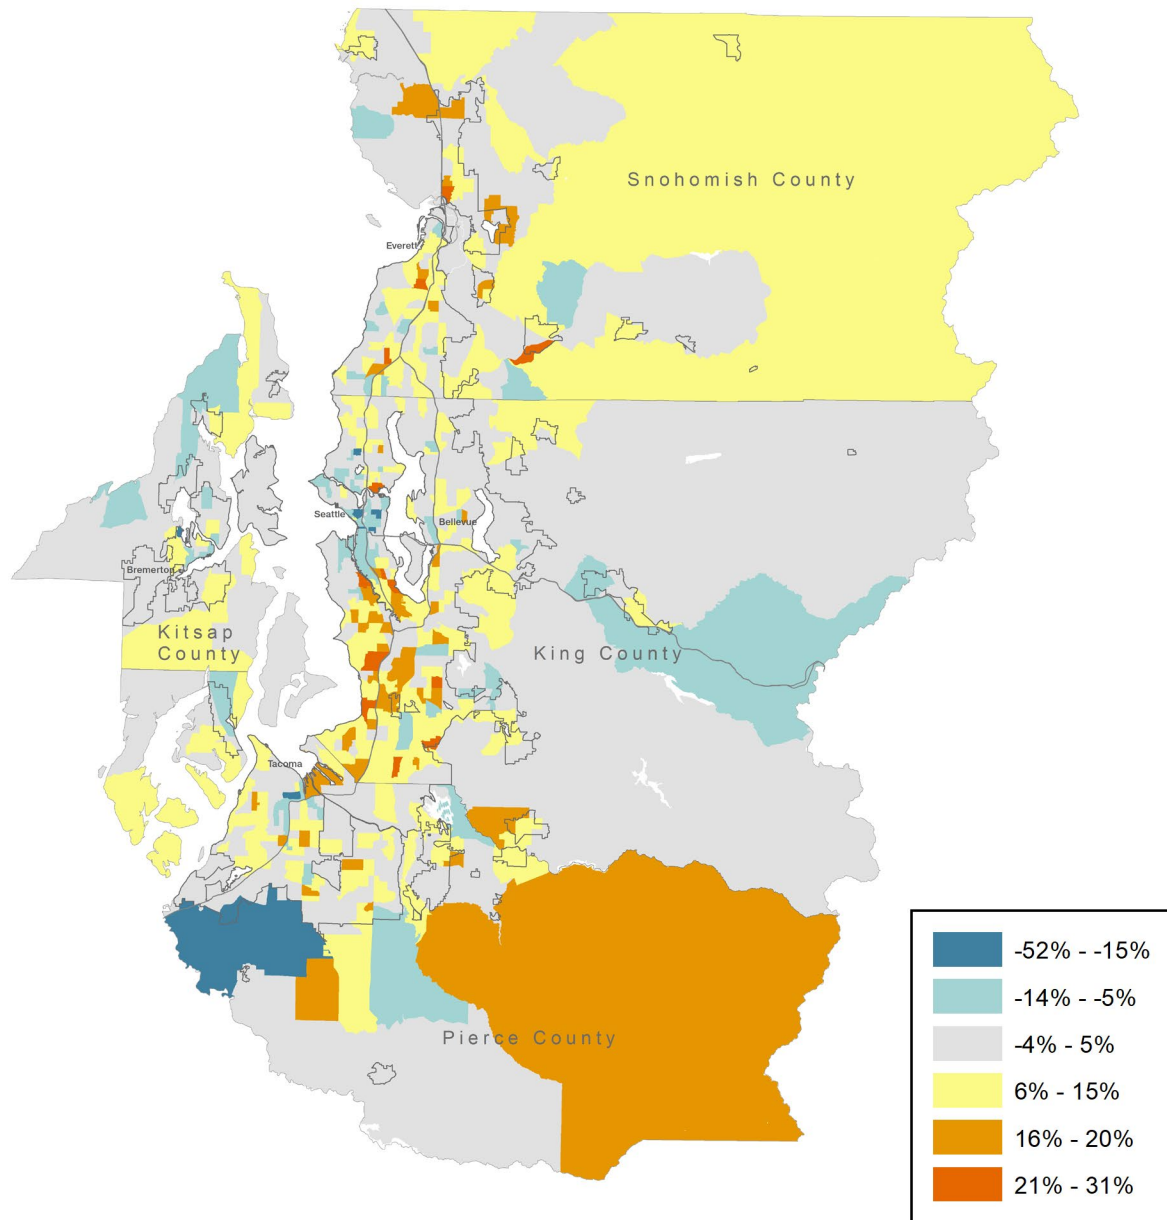 Snohomish County
Everett
Seattle
Bellevue
Bremerton
Kitsap
County
King County
Tacoma
Pierce County
-52% - -15%
-14% - -5%
-4% - 5%
6% - 15%
16% - 20%
21% - 31%